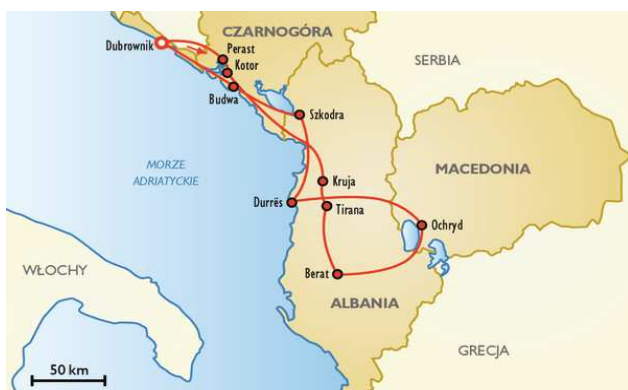 CZARNOGÓRA
Dubrownik
Perast
Kotor
Budwa
SERBIA
Szkodra
MORZE
ADRIATYCKIE
MACEDONIA
Kruja
Durrës
Tirana
Ochryd
WŁOCHY
Berat
ALBANIA
GRECJA
50 km